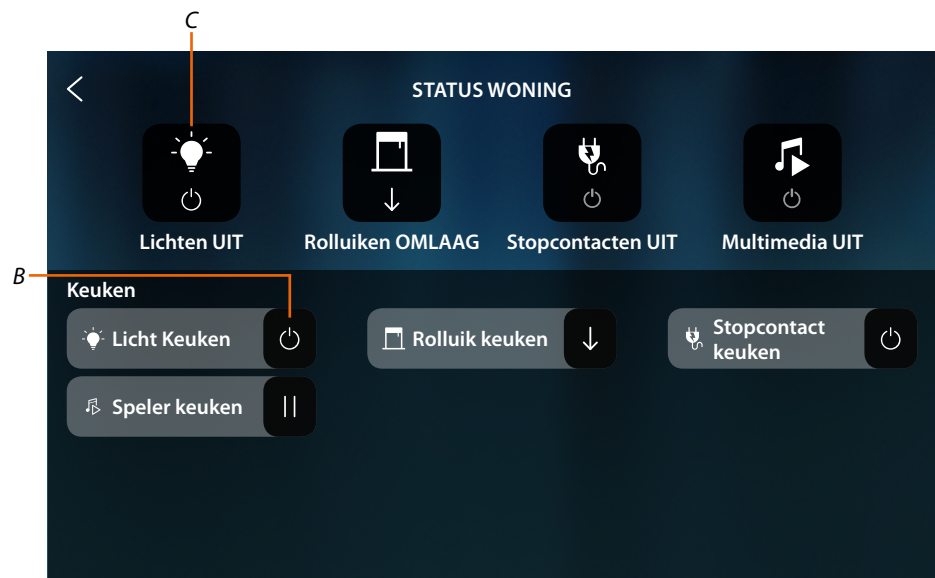 C
STATUS WONING
Lichten UIT
Rolluiken OMLAAG
Stopcontacten UIT
Multimedia UIT
B
Keuken
Licht Keuken
Rolluik keuken
Stopcontact
keuken
Speler keuken